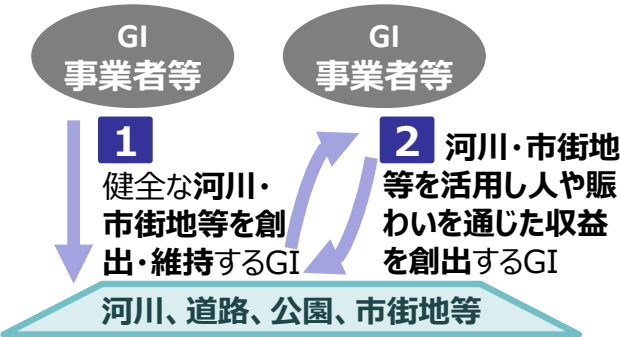 GI
事業者等
GI
事業者等
1
健全な河川・
市街地等を創
出・維持するGI
2 河川・市街地
等を活用し人や賑
わいを通じた収益
を創出するGI
河川、道路、公園、市街地等